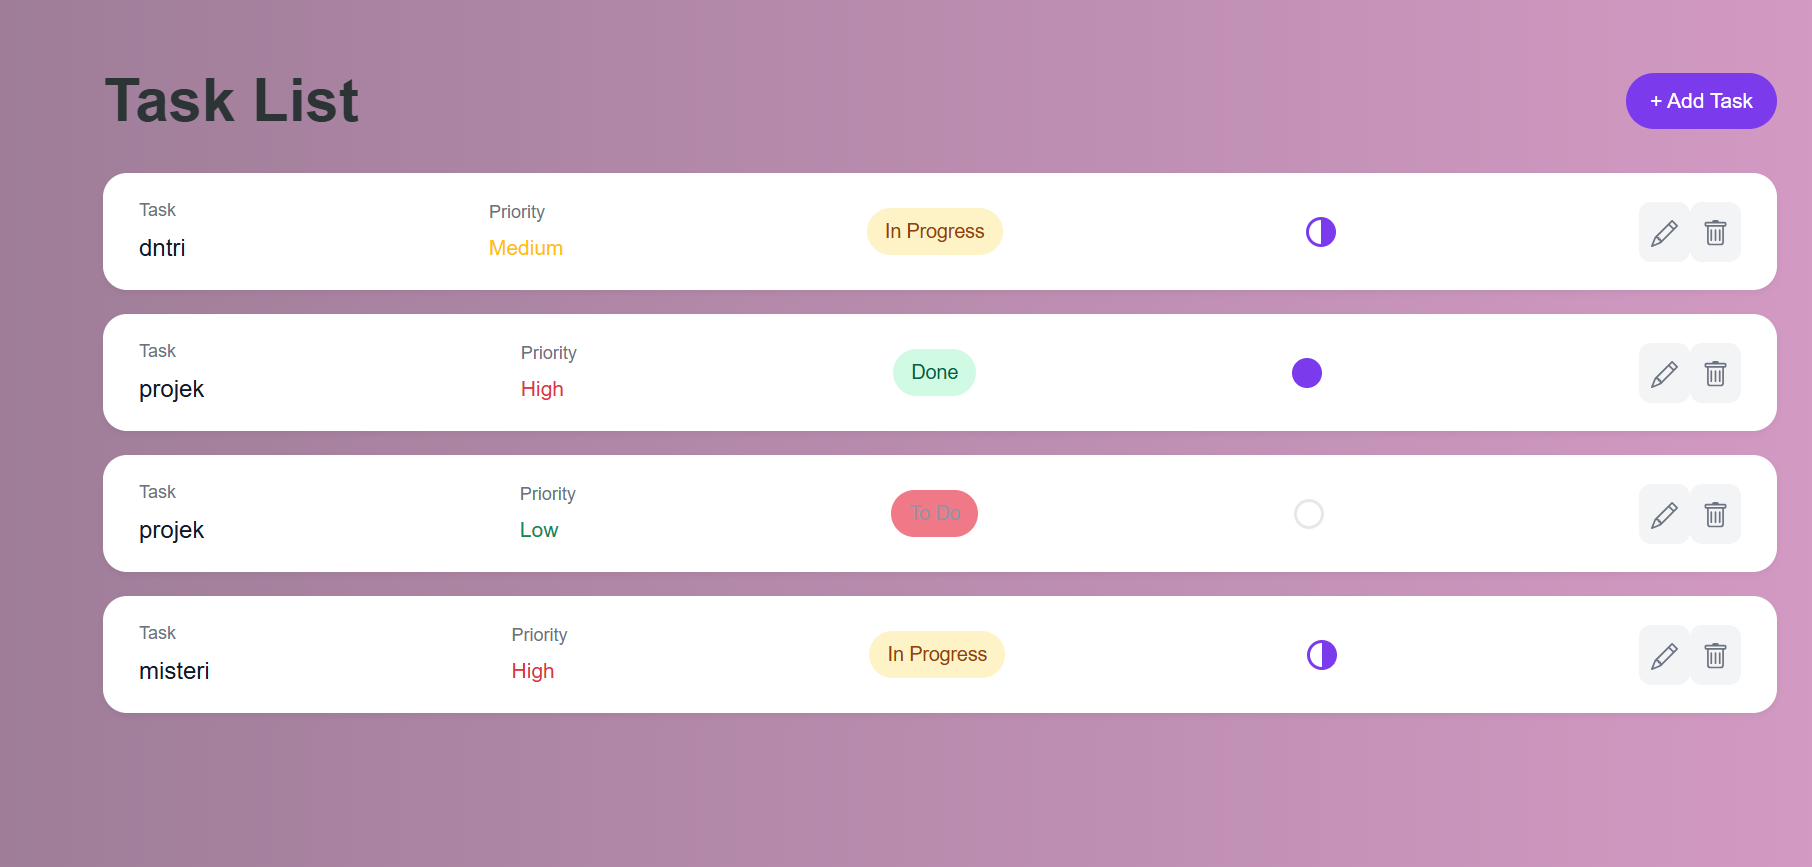 Task List
+ Add Task
Task
Priority
In Progress
dntri
Medium
Task
Priority
Done
projek
High
Task
Priority
To Do
projek
Low
Task
Priority
In Progress
misteri
High